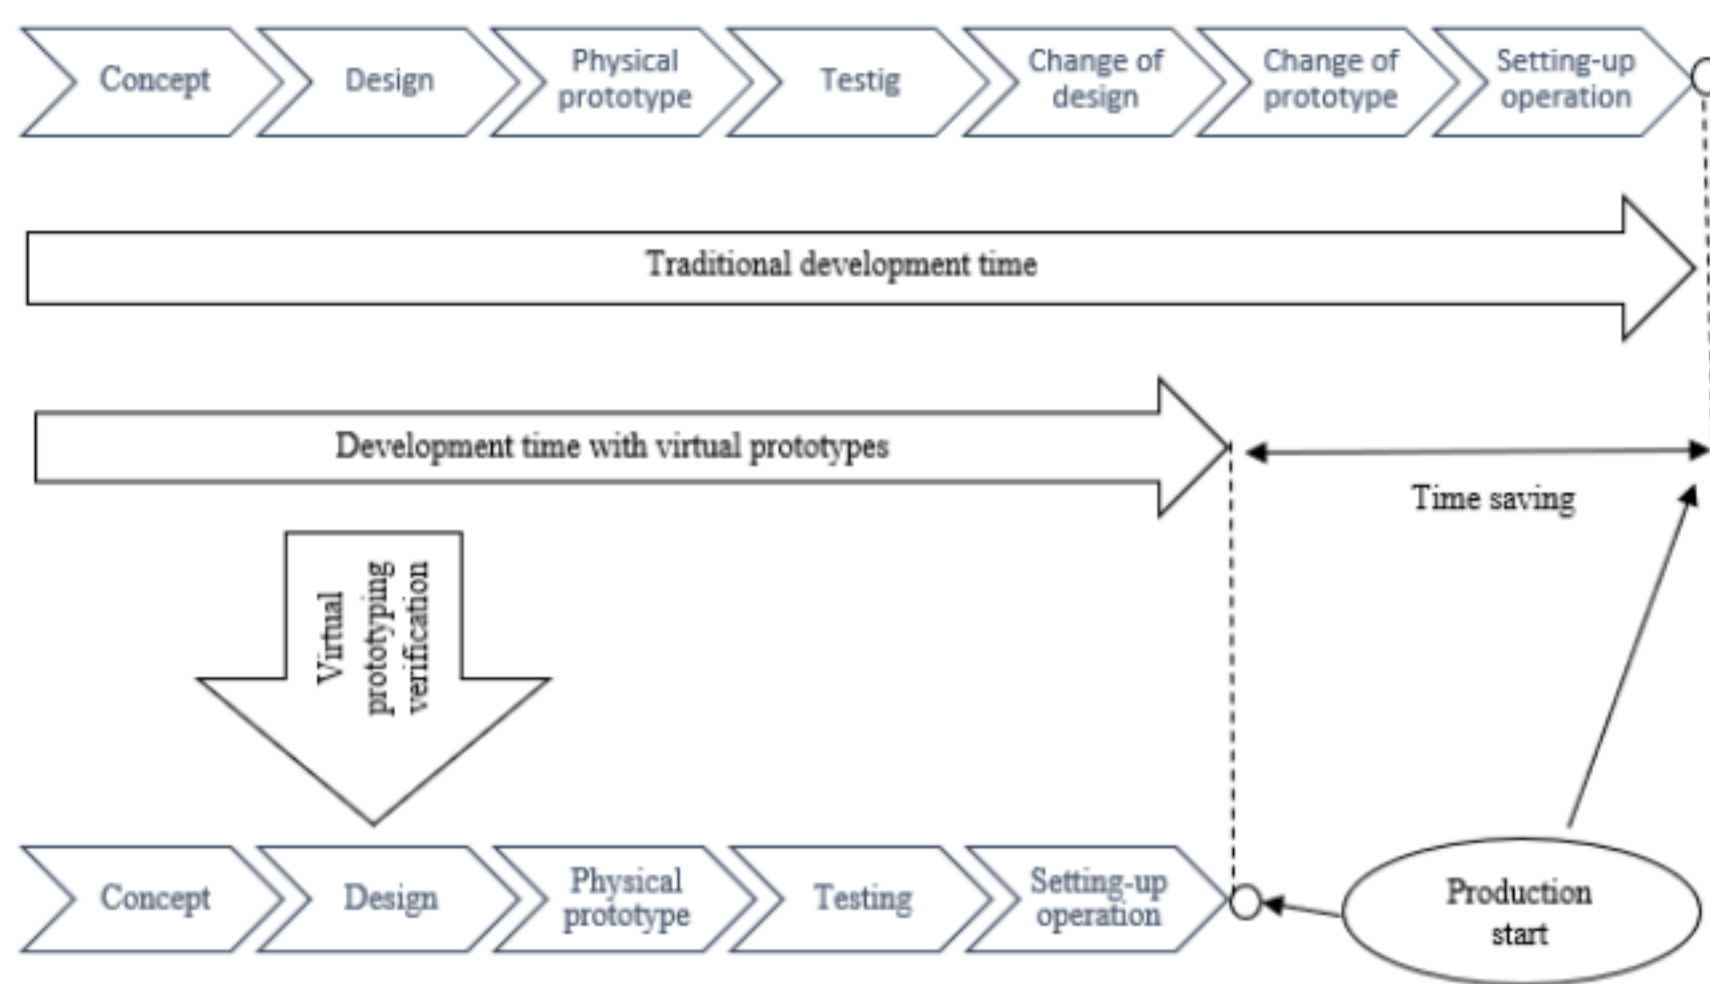 Concept
Design
Physical
prototype
Testig
Change of
design
Change of
prototype
Setting-up
operation
Traditional development time
Development time with virtual prototypes
Time saving
Virtual
prototyping
verification
Concept
Design
Physical
prototype
Testing
Setting-up
operation
Production
start